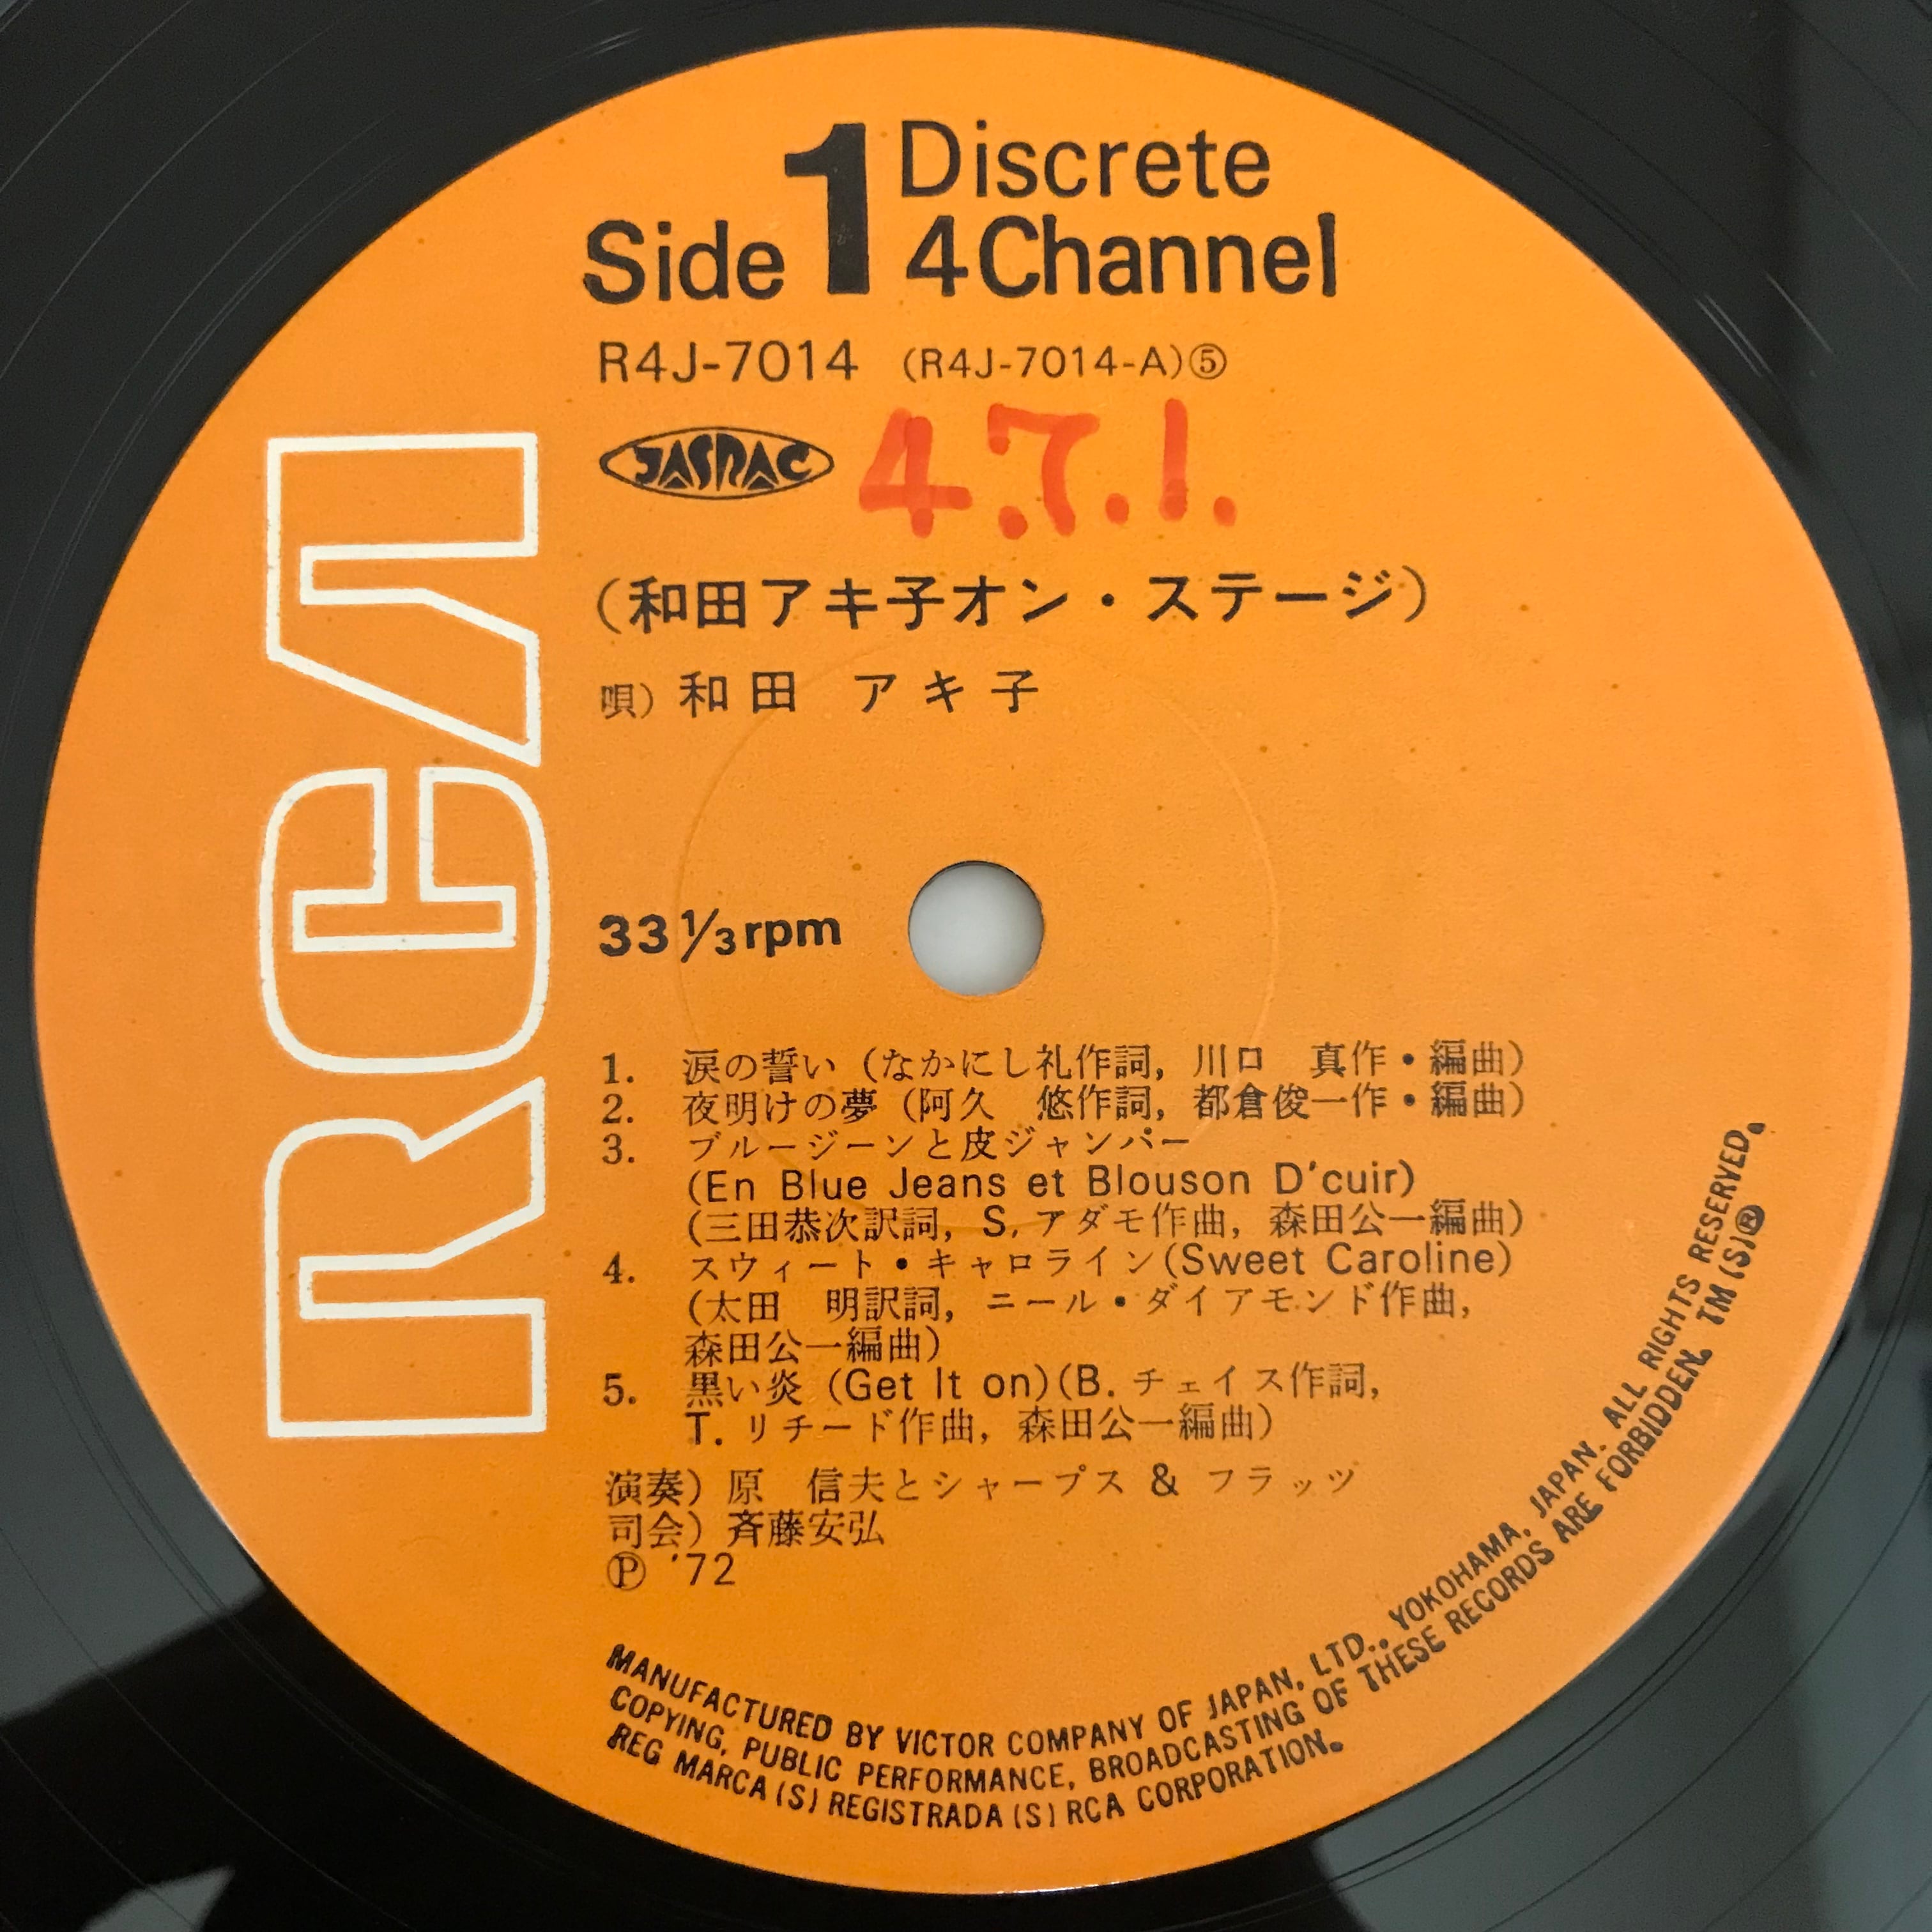 Side 1 Discrete
4 Channel
R4J-7014 (R4J-7014-A)⑤
JASRAC 4.7.1.
(和田アキ子オン・ステージ)
唄) 和田 アキ子
RCA
33 1/3 rpm
1. 涙の誓い (なかにし礼作詞, 川口 真作・編曲)
2. 夜明けの夢 (阿久 悠作詞, 都倉俊一作・編曲)
3. ブルージーンと皮ジャンパー
(En Blue Jeans et Blouson D'cuir)
(三田恭次訳詞, S. アダモ作曲, 森田公一編曲)
4. スウィート・キャロライン(Sweet Caroline)
(太田 明訳詞, ニール・ダイアモンド作曲,
森田公一編曲)
5. 黒い炎 (Get It on)(B. チェイス作詞,
T. リチード作曲, 森田公一編曲)
演奏) 原 信夫とシャープス & フラッツ
司会) 斉藤安弘
Ⓟ '72
MANUFACTURED BY VICTOR COMPANY OF JAPAN, LTD., YOKOHAMA, JAPAN. ALL RIGHTS RESERVED.
COPYING, PUBLIC PERFORMANCE, BROADCASTING OF THESE RECORDS ARE FORBIDDEN. TM(S)®
REG MARCA(S) REGISTRADA(S) RCA CORPORATION.